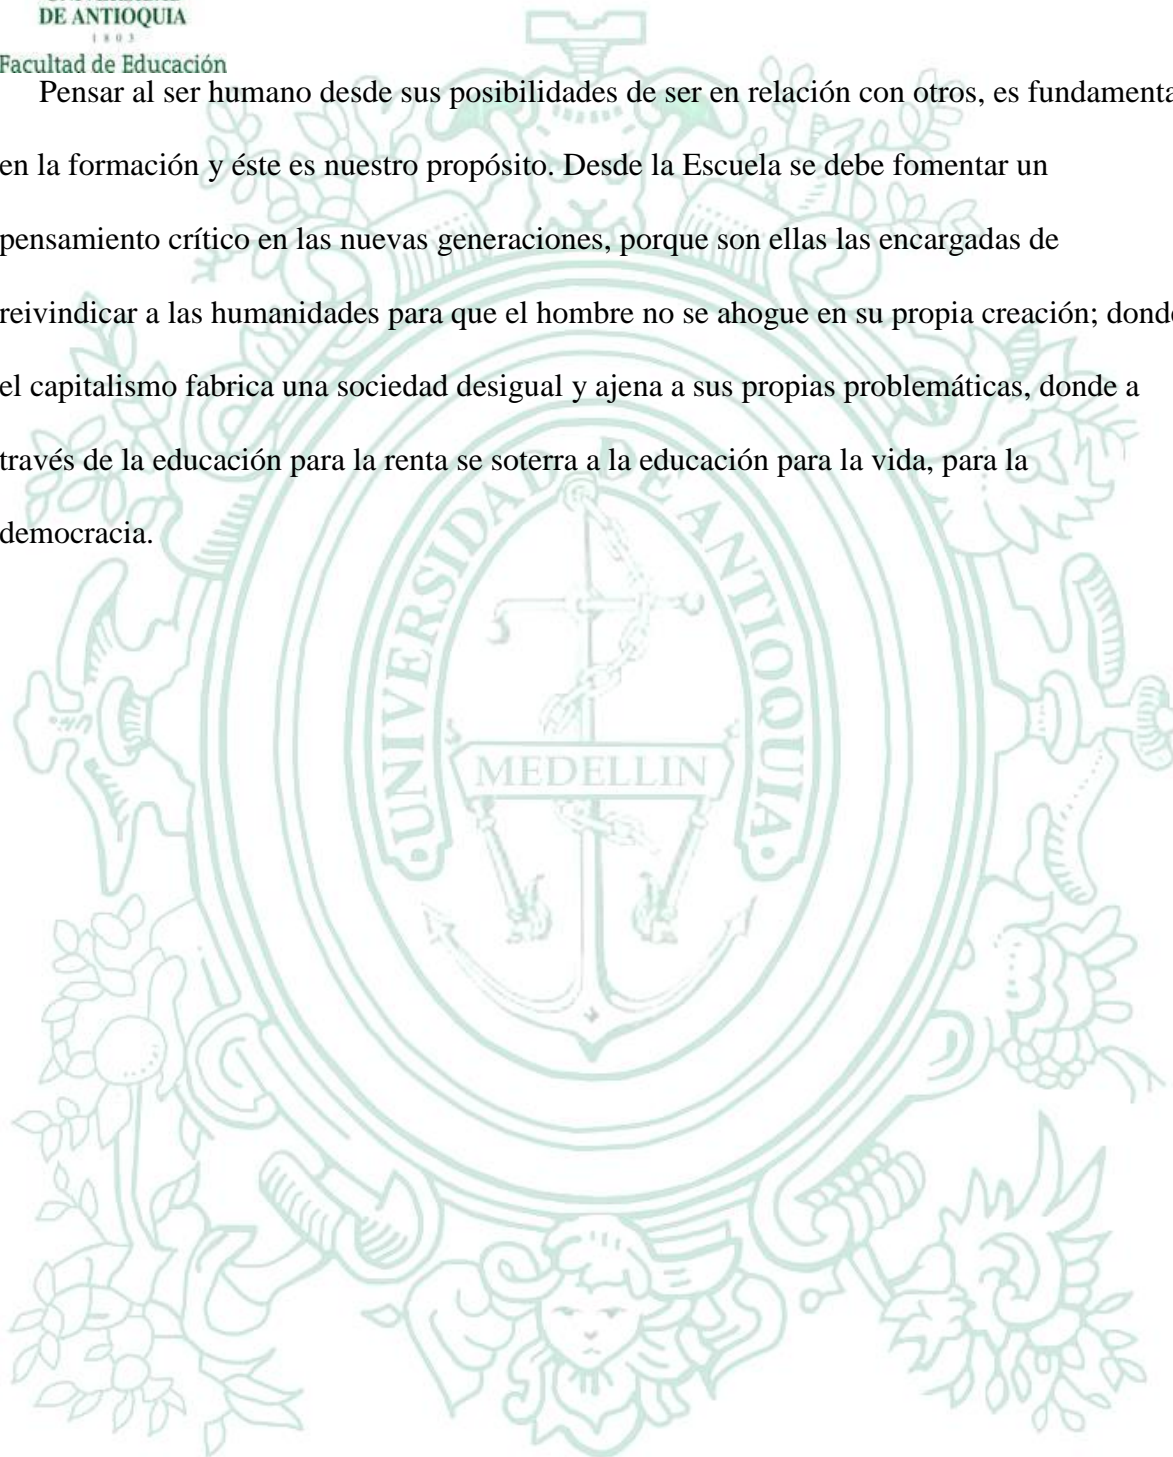 DE ANTIOQUIA
1803
Facultad de Educación
Pensar al ser humano desde sus posibilidades de ser en relación con otros, es fundamenta
en la formación y éste es nuestro propósito. Desde la Escuela se debe fomentar un
pensamiento crítico en las nuevas generaciones, porque son ellas las encargadas de
reivindicar a las humanidades para que el hombre no se ahogue en su propia creación; donde
el capitalismo fabrica una sociedad desigual y ajena a sus propias problemáticas, donde a
través de la educación para la renta se soterra a la educación para la vida, para la
democracia.
·UNIVERSIDAD DE ANTIOQUIA·
MEDELLIN